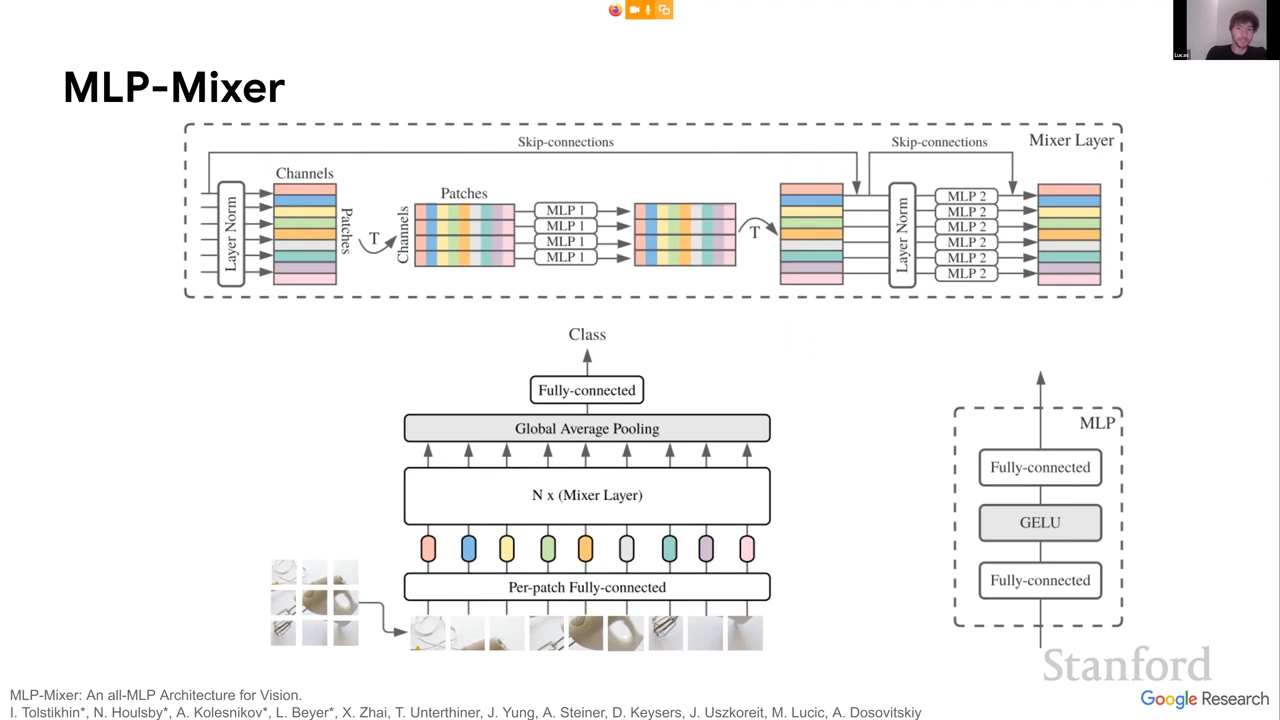 Lucas
MLP-Mixer
Skip-connections
Skip-connections
Mixer Layer
Channels
Patches
Layer Norm
Patches
T
Channels
MLP 1
MLP 1
MLP 1
MLP 1
T
Layer Norm
MLP 2
MLP 2
MLP 2
MLP 2
MLP 2
MLP 2
Class
Fully-connected
Global Average Pooling
N x (Mixer Layer)
Per-patch Fully-connected
MLP
Fully-connected
GELU
Fully-connected
Stanford
Google Research
MLP-Mixer: An all-MLP Architecture for Vision.
I. Tolstikhin*, N. Houlsby*, A. Kolesnikov*, L. Beyer*, X. Zhai, T. Unterthiner, J. Yung, A. Steiner, D. Keysers, J. Uszkoreit, M. Lucic, A. Dosovitskiy